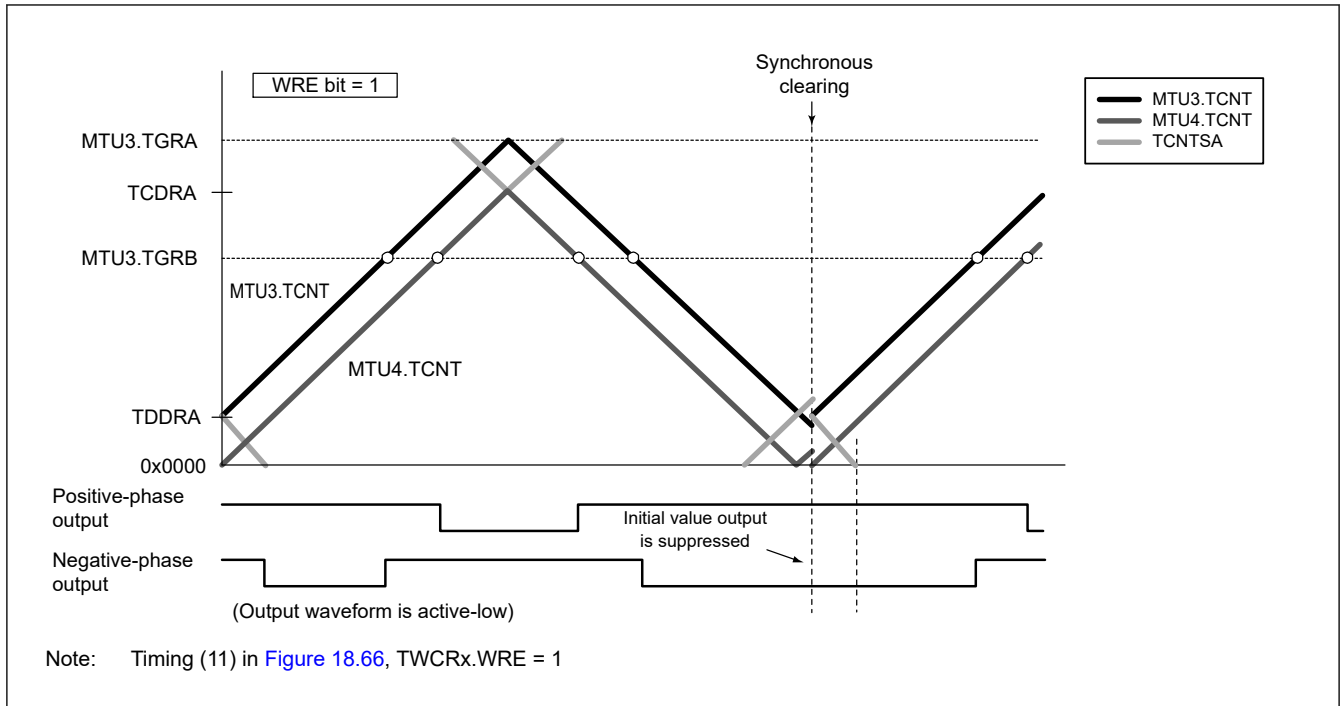 WRE bit = 1
Synchronous
clearing
MTU3.TCNT
MTU4.TCNT
TCNTSA
MTU3.TGRA
TCDRA
MTU3.TGRB
MTU3.TCNT
MTU4.TCNT
TDDRA
0x0000
Positive-phase
output
Initial value output
is suppressed
Negative-phase
output
(Output waveform is active-low)
Note: Timing (11) in Figure 18.66, TWCRx.WRE = 1